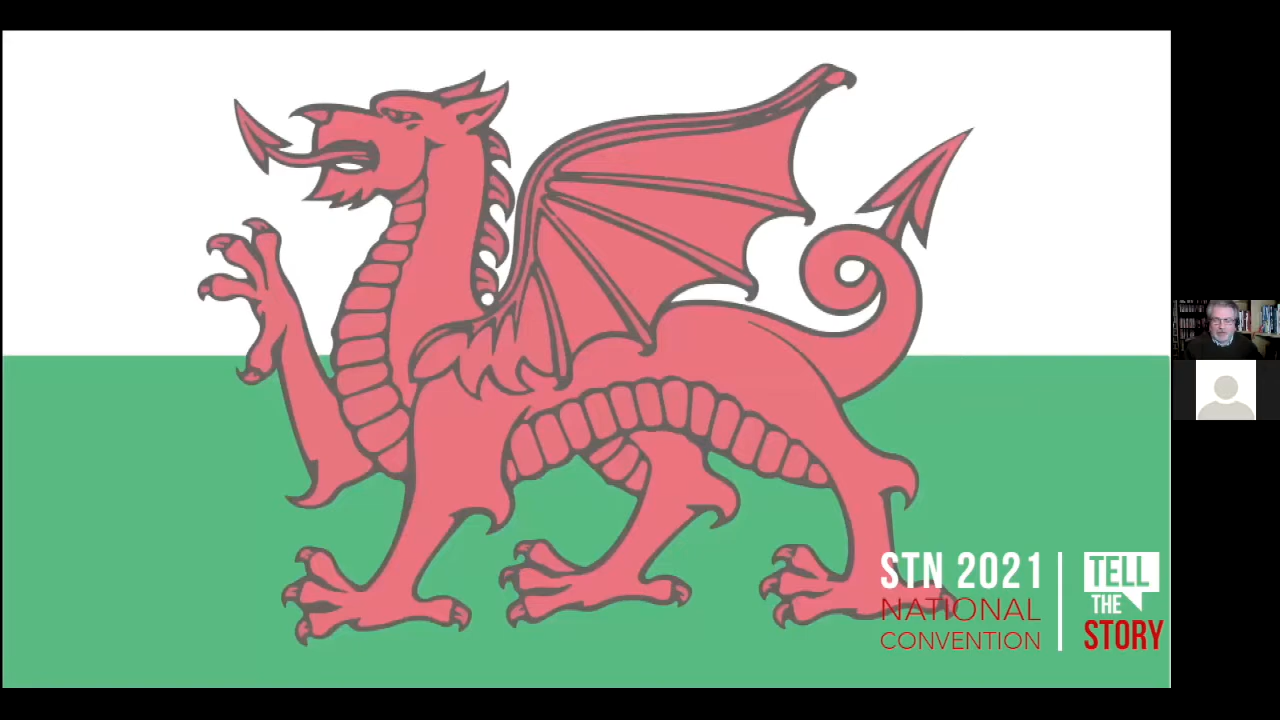 STN 2021
NATIONAL
CONVENTION
TELL
THE
STORY